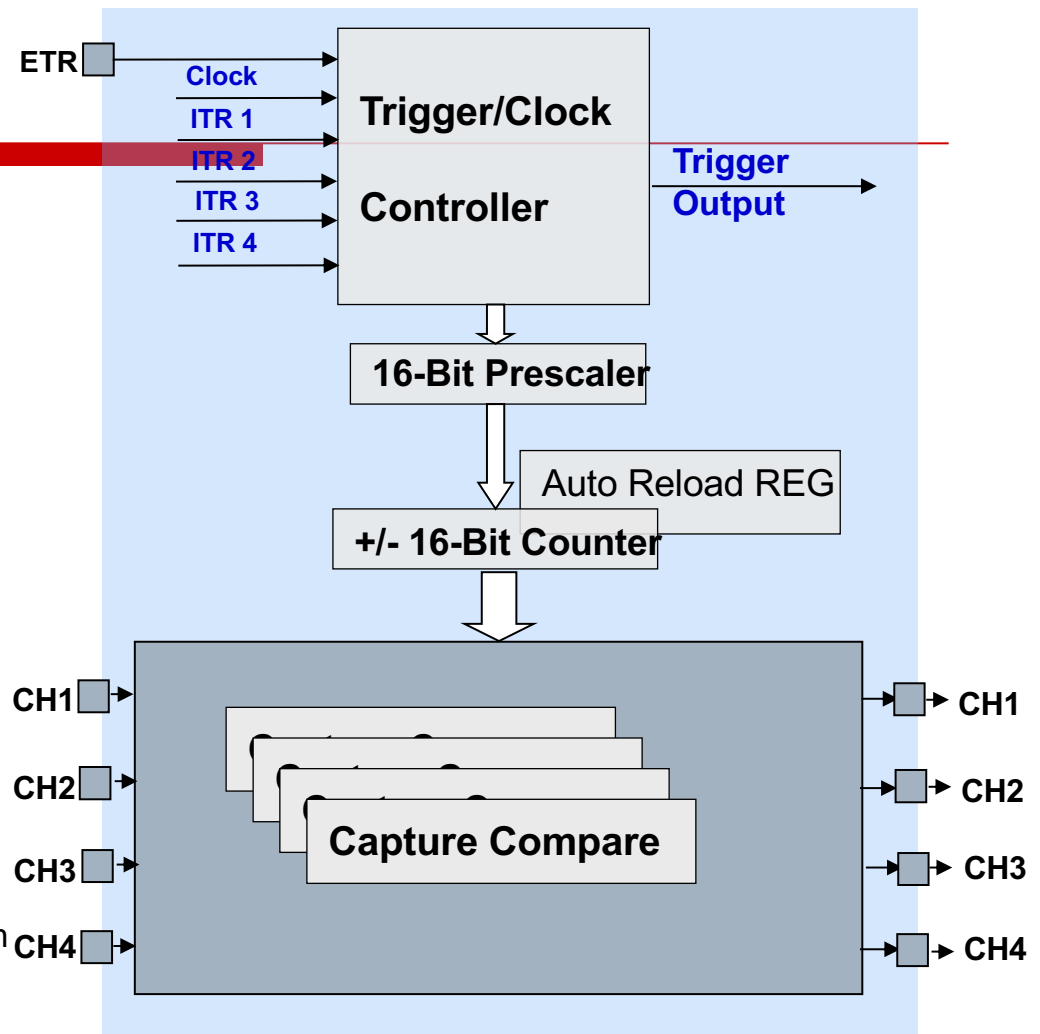 ETR
Clock
ITR 1
ITR 2
ITR 3
ITR 4
Trigger/Clock
Controller
Trigger
Output
16-Bit Prescaler
Auto Reload REG
+/- 16-Bit Counter
CH1
CH2
CH3
CH4
Capture Compare
CH1
CH2
CH3
CH4